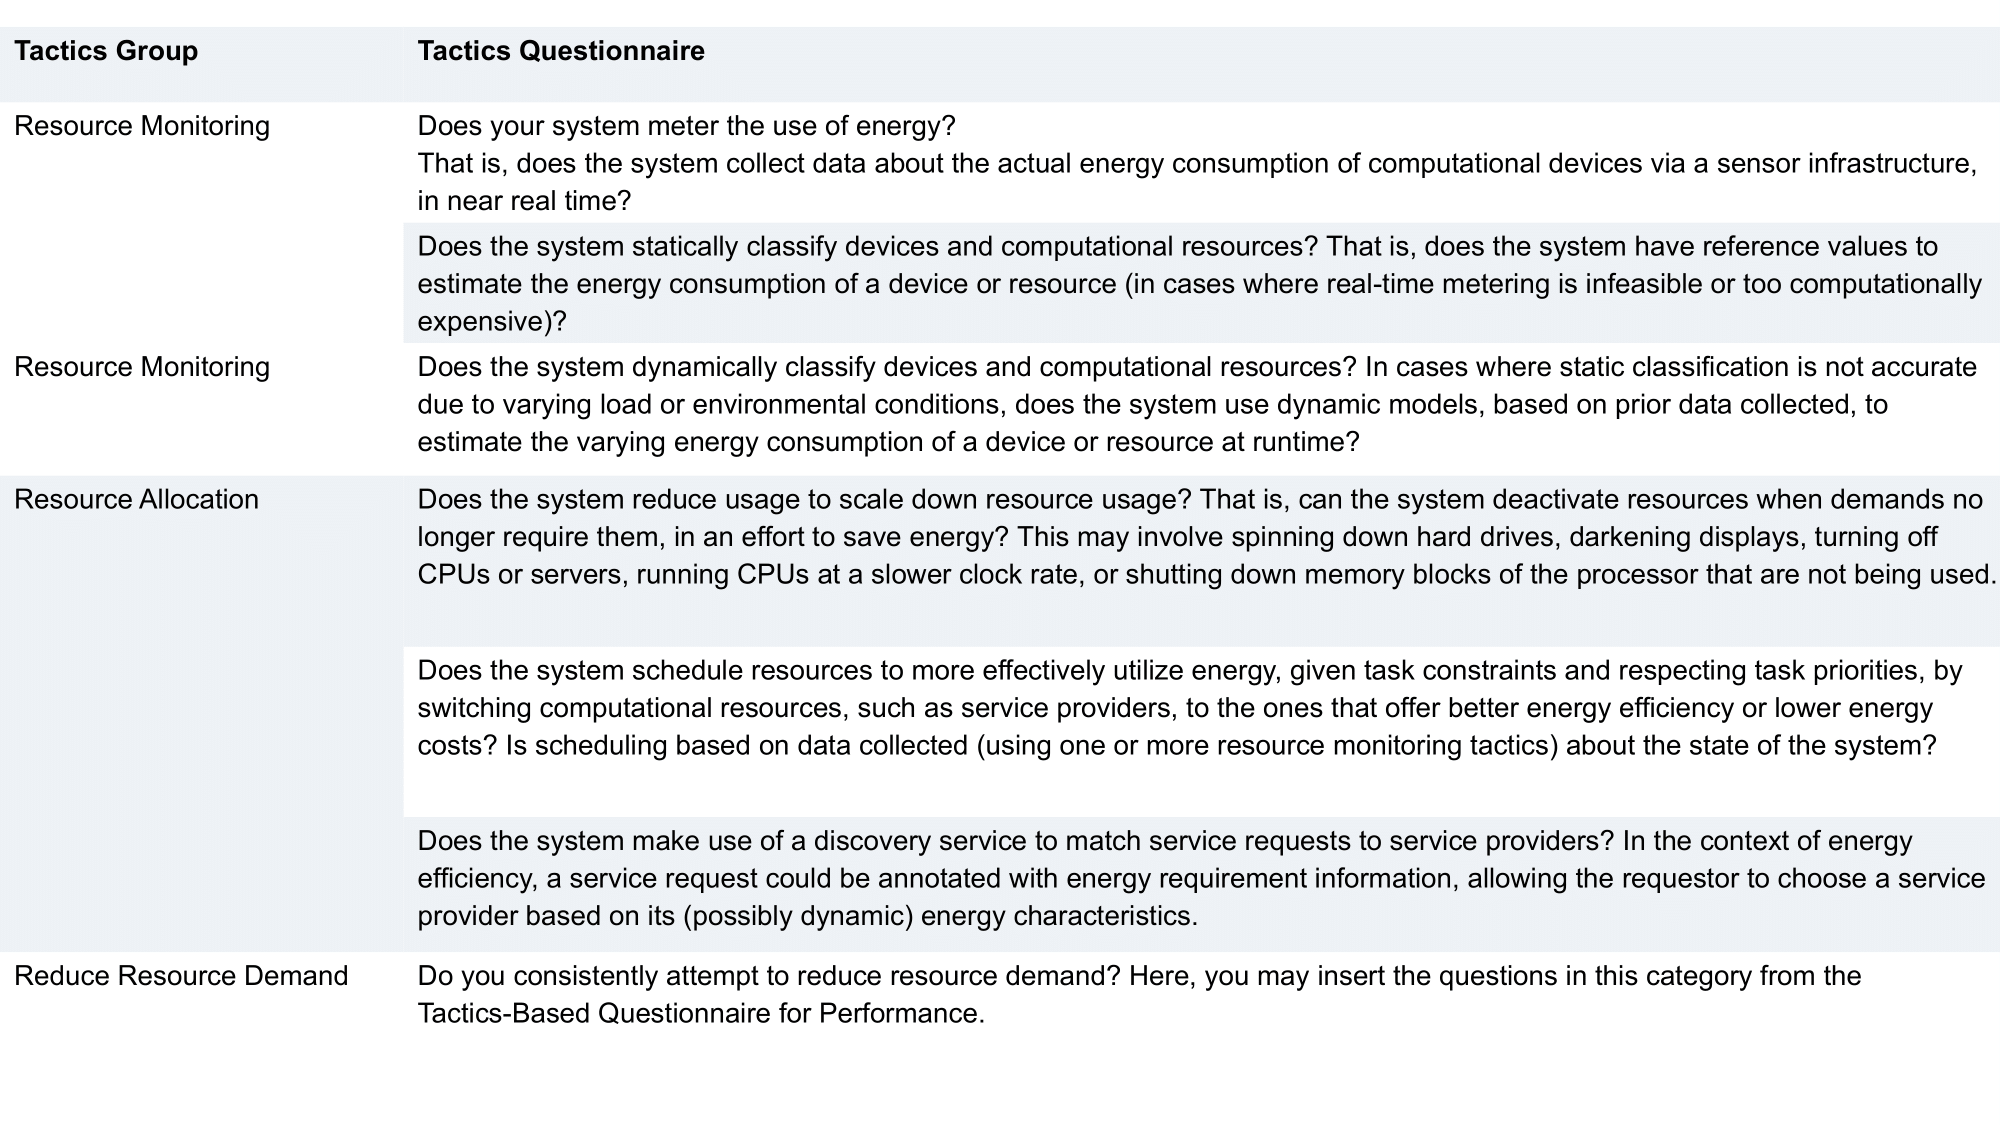 Tactics Group
Tactics Questionnaire
Resource Monitoring
Does your system meter the use of energy?
That is, does the system collect data about the actual energy consumption of computational devices via a sensor infrastructure,
in near real time?
Does the system statically classify devices and computational resources? That is, does the system have reference values to
estimate the energy consumption of a device or resource (in cases where real-time metering is infeasible or too computationally
expensive)?
Resource Monitoring
Does the system dynamically classify devices and computational resources? In cases where static classification is not accurate
due to varying load or environmental conditions, does the system use dynamic models, based on prior data collected, to
estimate the varying energy consumption of a device or resource at runtime?
Resource Allocation
Does the system reduce usage to scale down resource usage? That is, can the system deactivate resources when demands no
longer require them, in an effort to save energy? This may involve spinning down hard drives, darkening displays, turning off
CPUs or servers, running CPUs at a slower clock rate, or shutting down memory blocks of the processor that are not being used.
Does the system schedule resources to more effectively utilize energy, given task constraints and respecting task priorities, by
switching computational resources, such as service providers, to the ones that offer better energy efficiency or lower energy
costs? Is scheduling based on data collected (using one or more resource monitoring tactics) about the state of the system?
Does the system make use of a discovery service to match service requests to service providers? In the context of energy
efficiency, a service request could be annotated with energy requirement information, allowing the requestor to choose a service
provider based on its (possibly dynamic) energy characteristics.
Reduce Resource Demand
Do you consistently attempt to reduce resource demand? Here, you may insert the questions in this category from the
Tactics-Based Questionnaire for Performance.